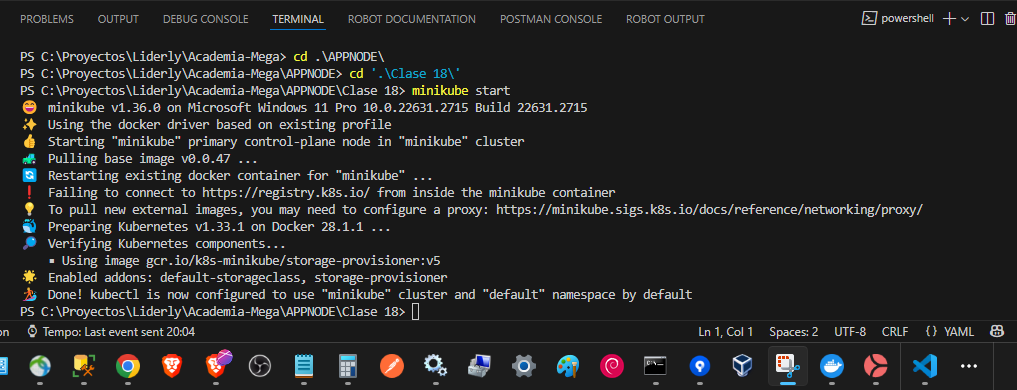 PROBLEMS OUTPUT DEBUG CONSOLE TERMINAL ROBOT DOCUMENTATION POSTMAN CONSOLE ROBOT OUTPUT powershell
PS C:\Proyectos\Liderly\Academia-Mega> cd .\APPNODE\
PS C:\Proyectos\Liderly\Academia-Mega\APPNODE> cd '.\Clase 18\'
PS C:\Proyectos\Liderly\Academia-Mega\APPNODE\Clase 18> minikube start
minikube v1.36.0 on Microsoft Windows 11 Pro 10.0.22631.2715 Build 22631.2715
Using the docker driver based on existing profile
Starting "minikube" primary control-plane node in "minikube" cluster
Pulling base image v0.0.47 ...
Restarting existing docker container for "minikube" ...
Failing to connect to https://registry.k8s.io/ from inside the minikube container
To pull new external images, you may need to configure a proxy: https://minikube.sigs.k8s.io/docs/reference/networking/proxy/
Preparing Kubernetes v1.33.1 on Docker 28.1.1 ...
Verifying Kubernetes components...
▪ Using image gcr.io/k8s-minikube/storage-provisioner:v5
Enabled addons: default-storageclass, storage-provisioner
Done! kubectl is now configured to use "minikube" cluster and "default" namespace by default
PS C:\Proyectos\Liderly\Academia-Mega\APPNODE\Clase 18>
on Tempo: Last event sent 20:04 Ln 1, Col 1 Spaces: 2 UTF-8 CRLF {} YAML